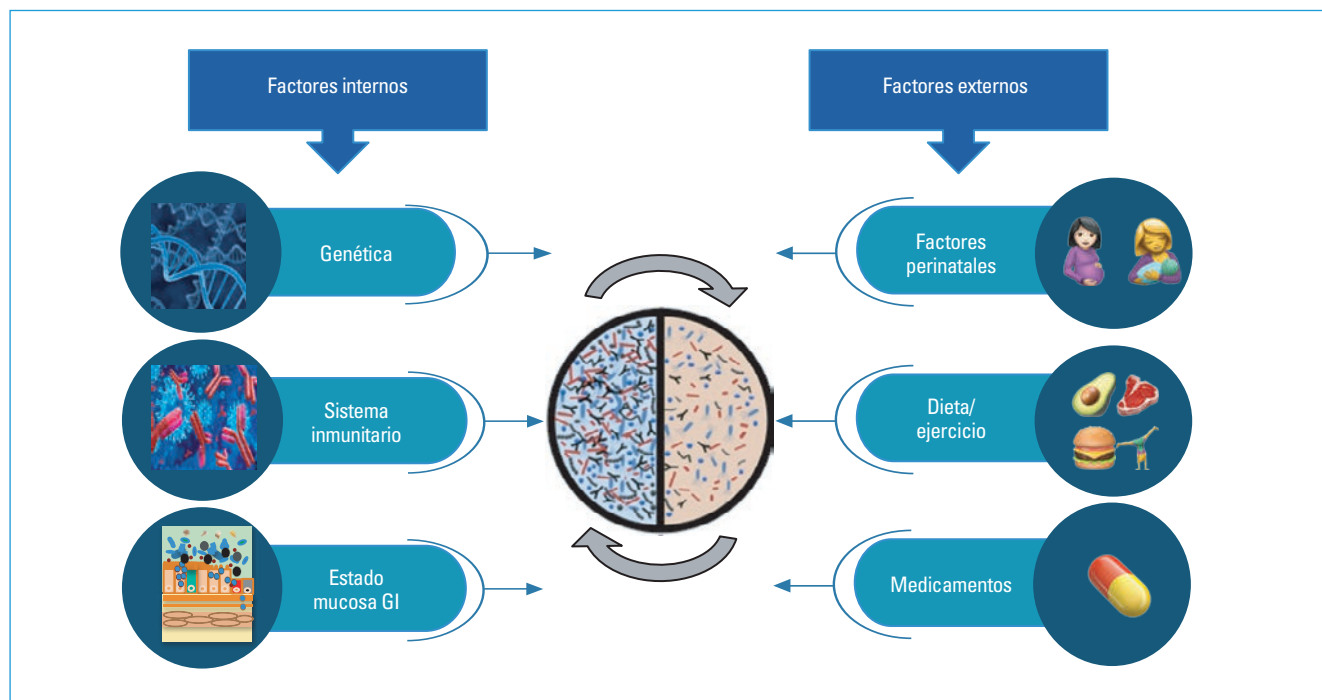 Factores internos
Factores externos
Genética
Factores
perinatales
Sistema
inmunitario
Dieta/
ejercicio
Estado
mucosa GI
Medicamentos